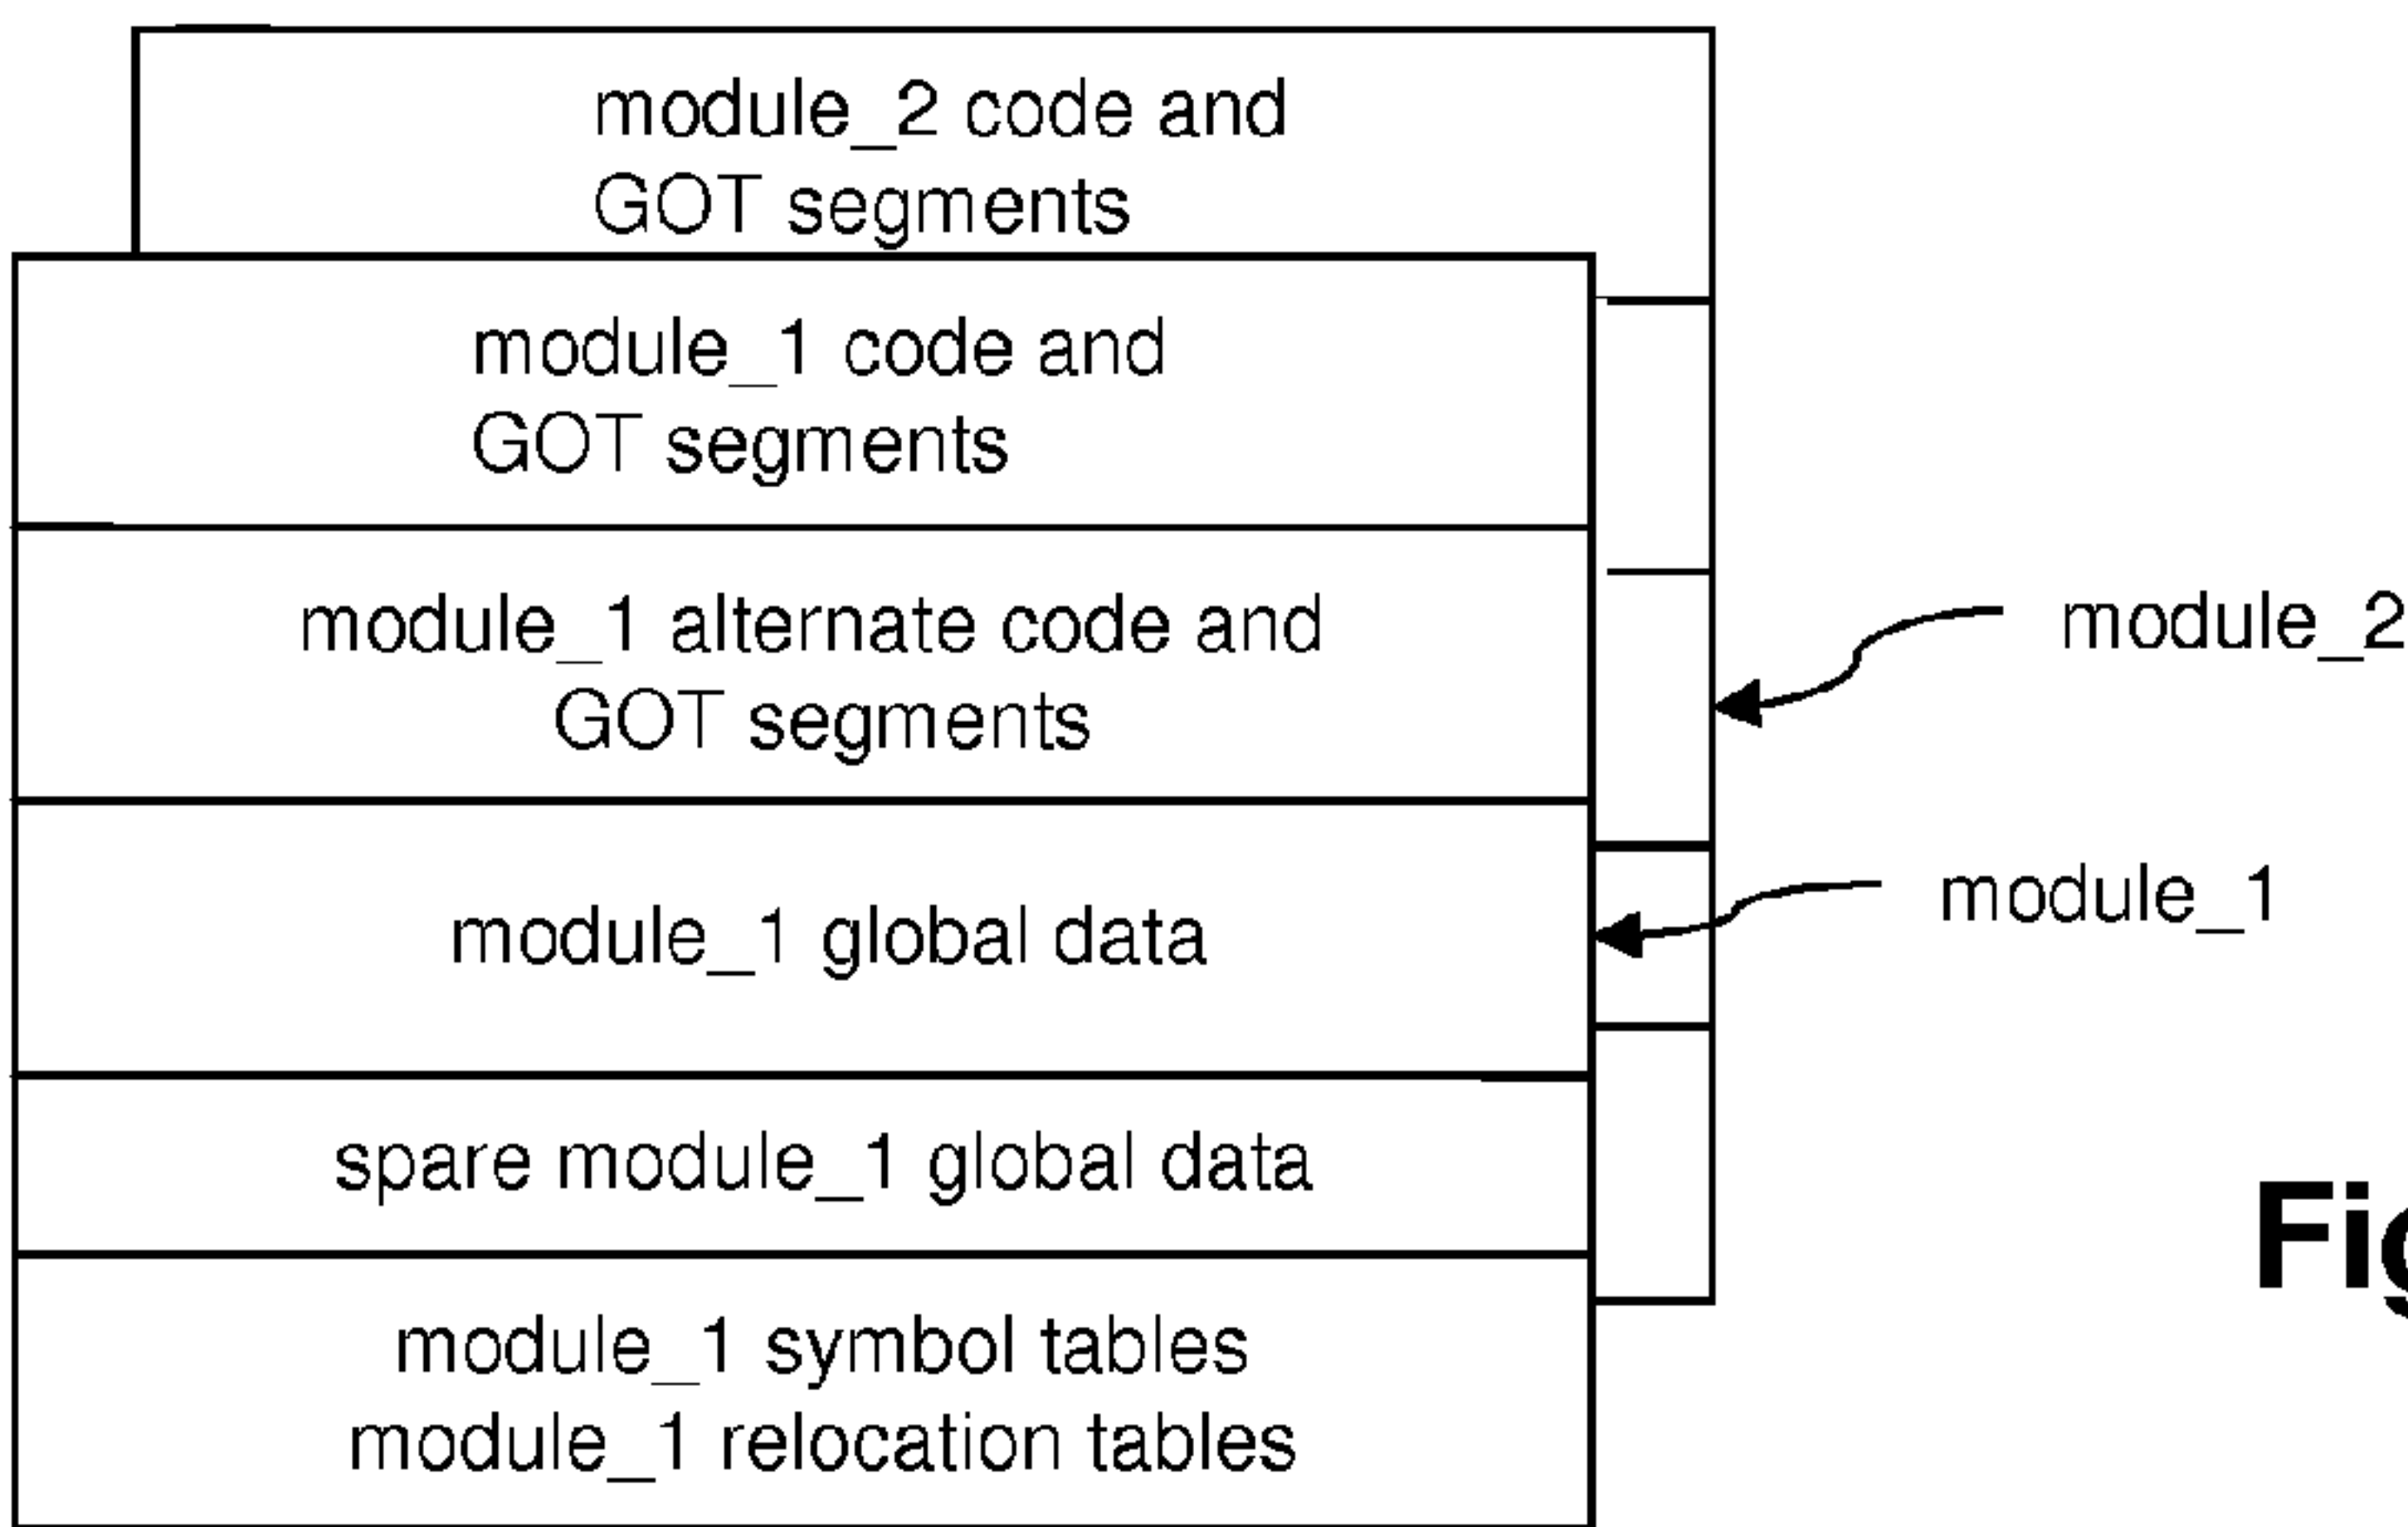 module_2 code and
GOT segments
module_1 code and
GOT segments
module_1 alternate code and
GOT segments
module_2
module_1 global data
module_1
spare module_1 global data
module_1 symbol tables
module_1 relocation tables